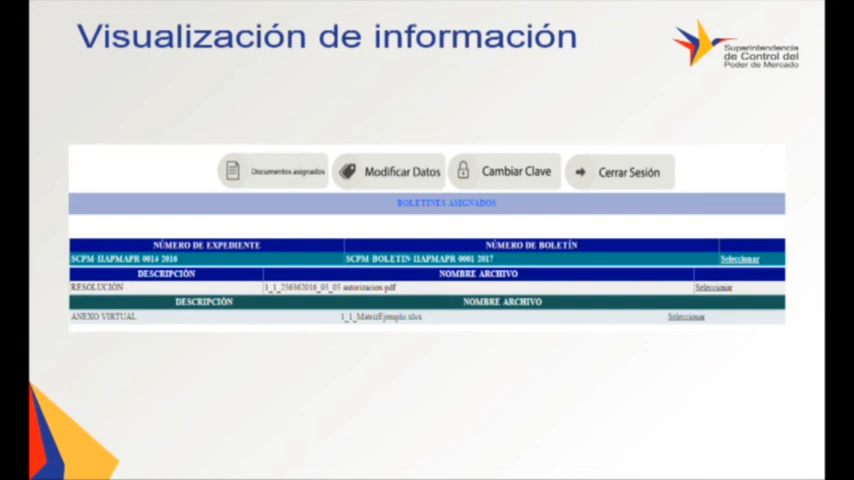 Visualización de información
Superintendencia
de Control del
Poder de Mercado
Documentos asignados Modificar Datos Cambiar Clave Cerrar Sesión
BOLETINES ASIGNADOS
NÚMERO DE EXPEDIENTE NÚMERO DE BOLETÍN
SCPM-IIAPMAPR-0014-2016 SCPM-BOLETIN-IIAPMAPR-0001-2017 Seleccionar
DESCRIPCIÓN NOMBRE ARCHIVO
RESOLUCIÓN 1_1_256362016_05_05 autorizacion.pdf Seleccionar
DESCRIPCIÓN NOMBRE ARCHIVO
ANEXO VIRTUAL 1_1_MatrizEjemplo.xlsx Seleccionar